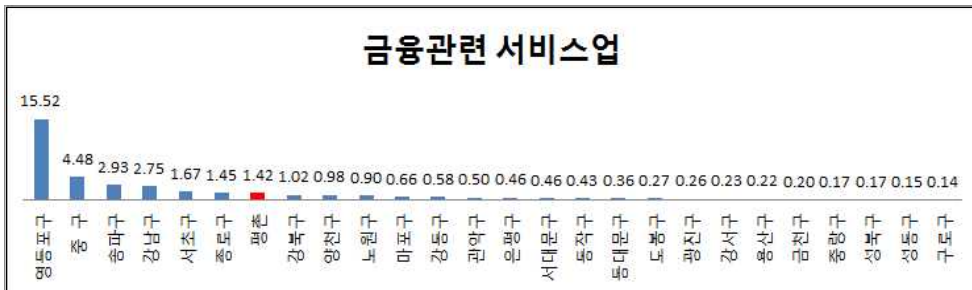 금융관련 서비스업
15.52
4.48
2.93 2.75 1.67 1.45 1.42 1.02 0.98 0.90 0.66 0.58 0.50 0.46 0.46 0.43 0.36 0.27 0.26 0.23 0.22 0.20 0.17 0.17 0.15 0.14
영등포구 중 구 송파구 강남구 서초구 종로구 평촌 강북구 양천구 노원구 마포구 강동구 관악구 은평구 서대문구 동작구 동대문구 도봉구 광진구 강서구 용산구 금천구 중랑구 성북구 성동구 구로구